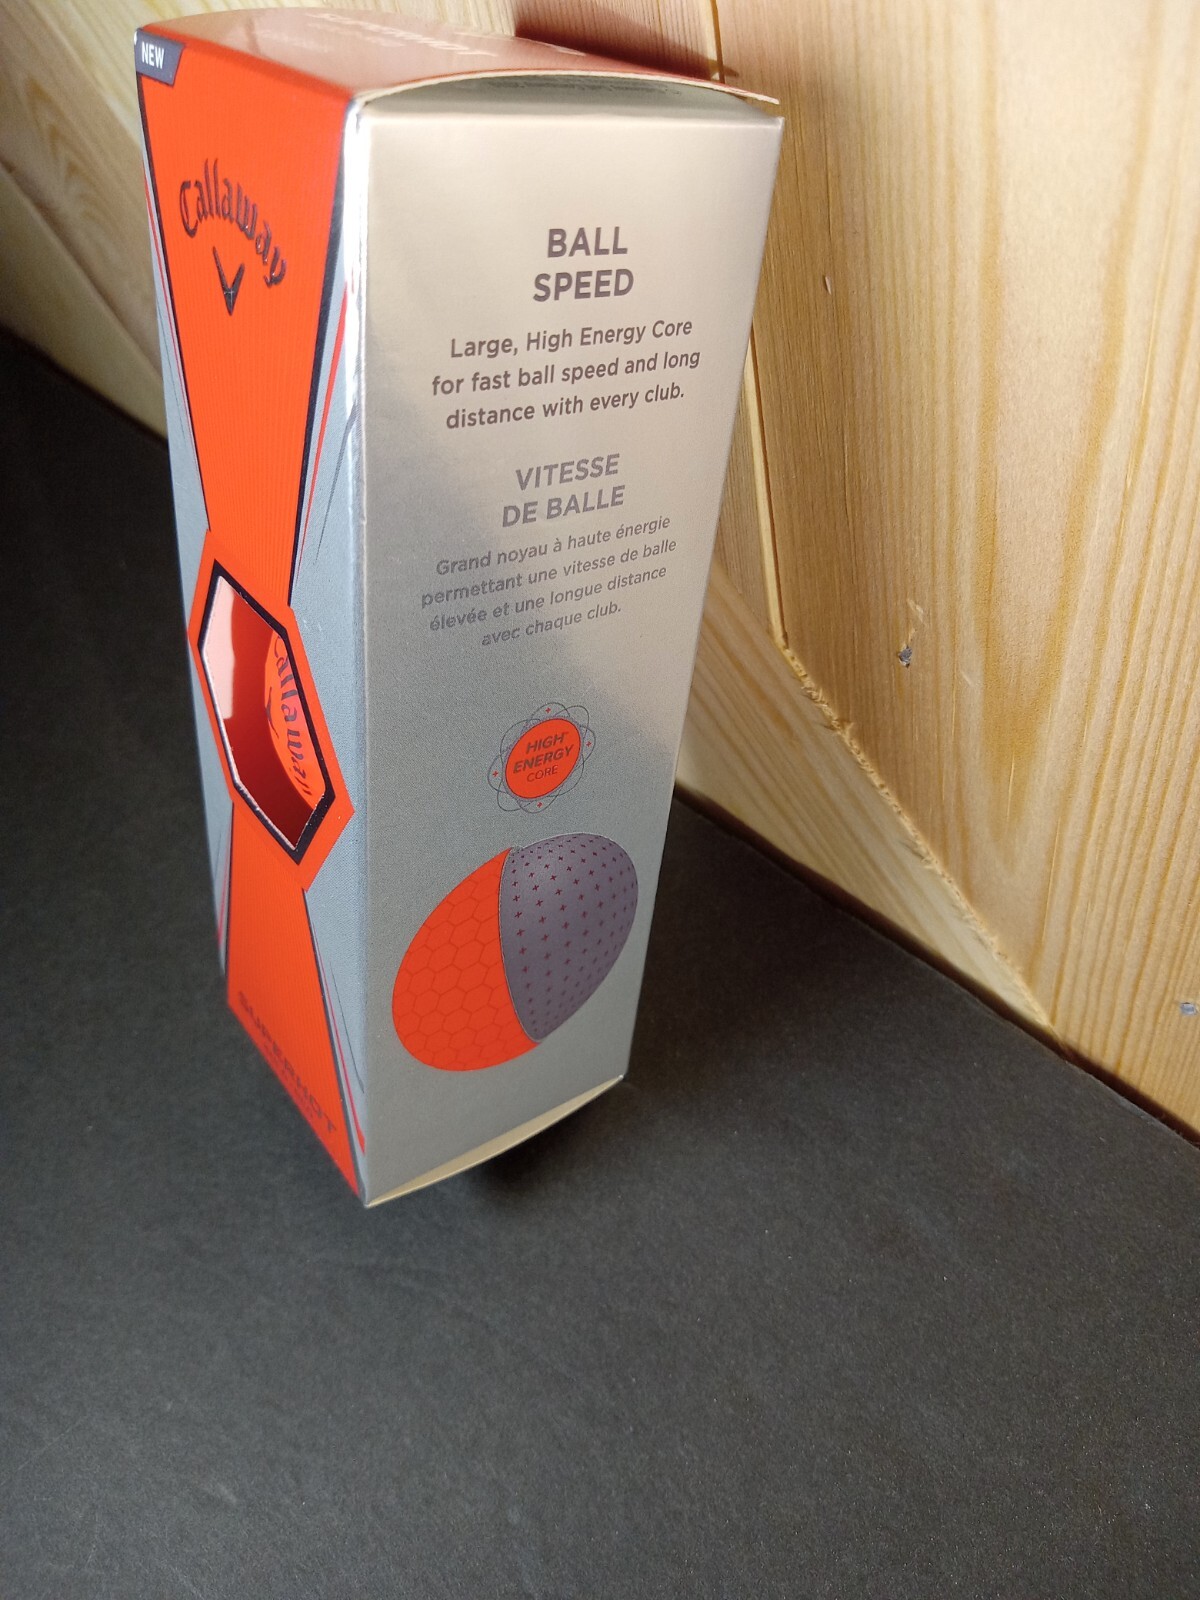 NEW
Callaway
SUPERHOT
BALL
SPEED
Large, High Energy Core
for fast ball speed and long
distance with every club.
VITESSE
DE BALLE
Grand noyau à haute énergie
permettant une vitesse de balle
élevée et une longue distance
avec chaque club.
HIGH
ENERGY
CORE
Callaway
SUPERHOT